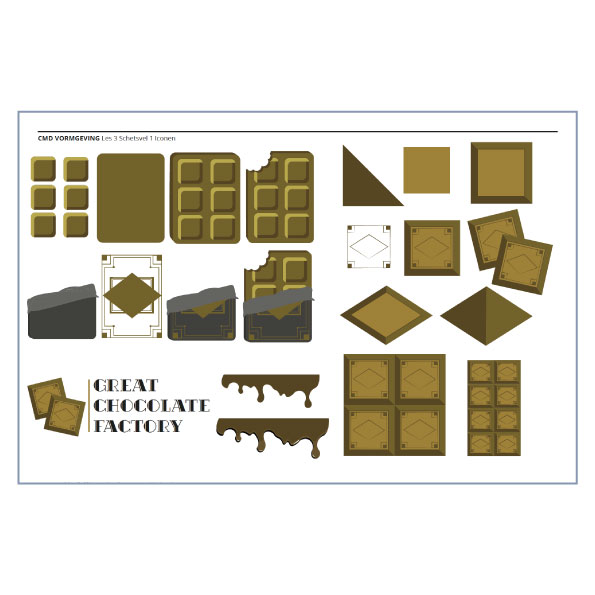 CMD VORMGEVING Les 3 Schetsvel 1 Iconen
GREAT
CHOCOLATE
FACTORY